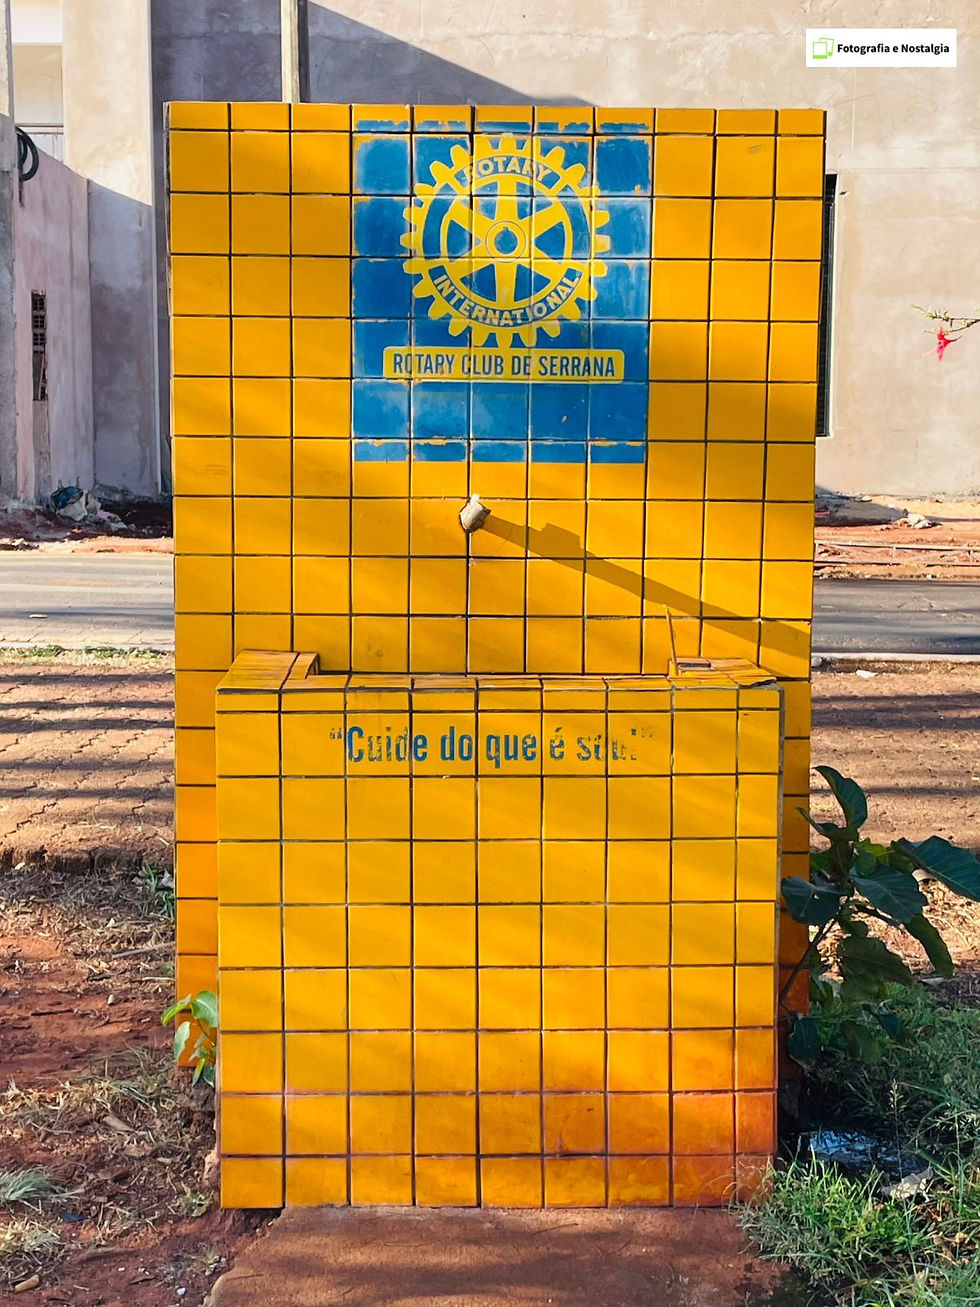 Fotografia e Nostalgia
ROTARY
INTERNATIONAL
ROTARY CLUB DE SERRANA
"Cuide do que é seu!"